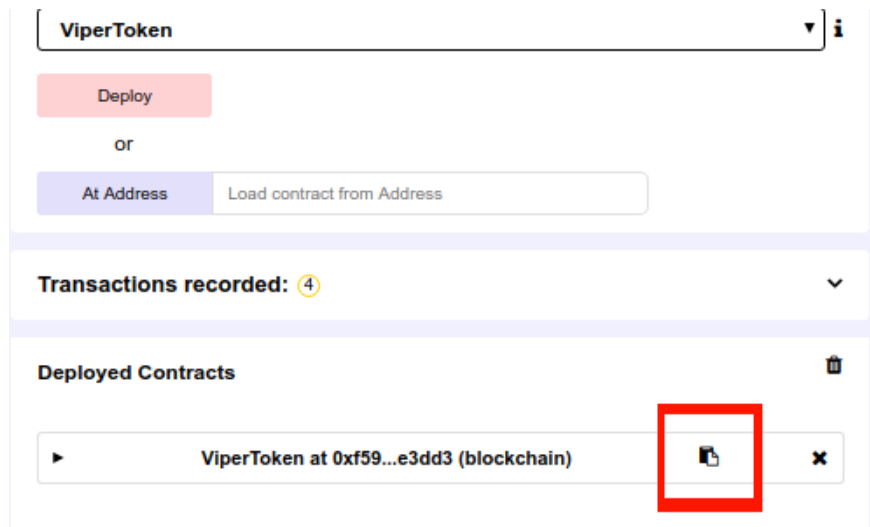 ViperToken
Deploy
or
At Address Load contract from Address
Transactions recorded: 4
Deployed Contracts
ViperToken at 0xf59...e3dd3 (blockchain)